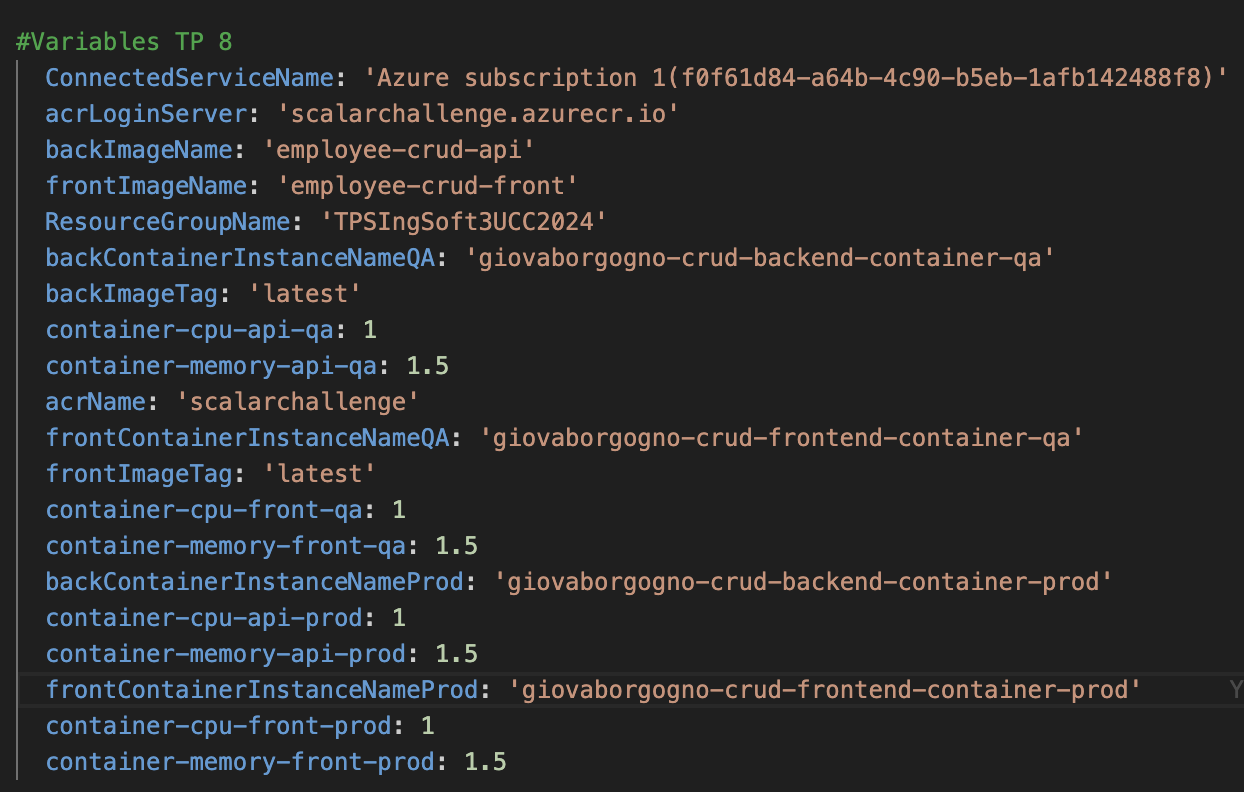 #Variables TP 8
ConnectedServiceName: 'Azure subscription 1(f0f61d84-a64b-4c90-b5eb-1afb142488f8)'
acrLoginServer: 'scalarchallenge.azurecr.io'
backImageName: 'employee-crud-api'
frontImageName: 'employee-crud-front'
ResourceGroupName: 'TPSIngSoft3UCC2024'
backContainerInstanceNameQA: 'giovaborgogno-crud-backend-container-qa'
backImageTag: 'latest'
container-cpu-api-qa: 1
container-memory-api-qa: 1.5
acrName: 'scalarchallenge'
frontContainerInstanceNameQA: 'giovaborgogno-crud-frontend-container-qa'
frontImageTag: 'latest'
container-cpu-front-qa: 1
container-memory-front-qa: 1.5
backContainerInstanceNameProd: 'giovaborgogno-crud-backend-container-prod'
container-cpu-api-prod: 1
container-memory-api-prod: 1.5
frontContainerInstanceNameProd: 'giovaborgogno-crud-frontend-container-prod'
container-cpu-front-prod: 1
container-memory-front-prod: 1.5